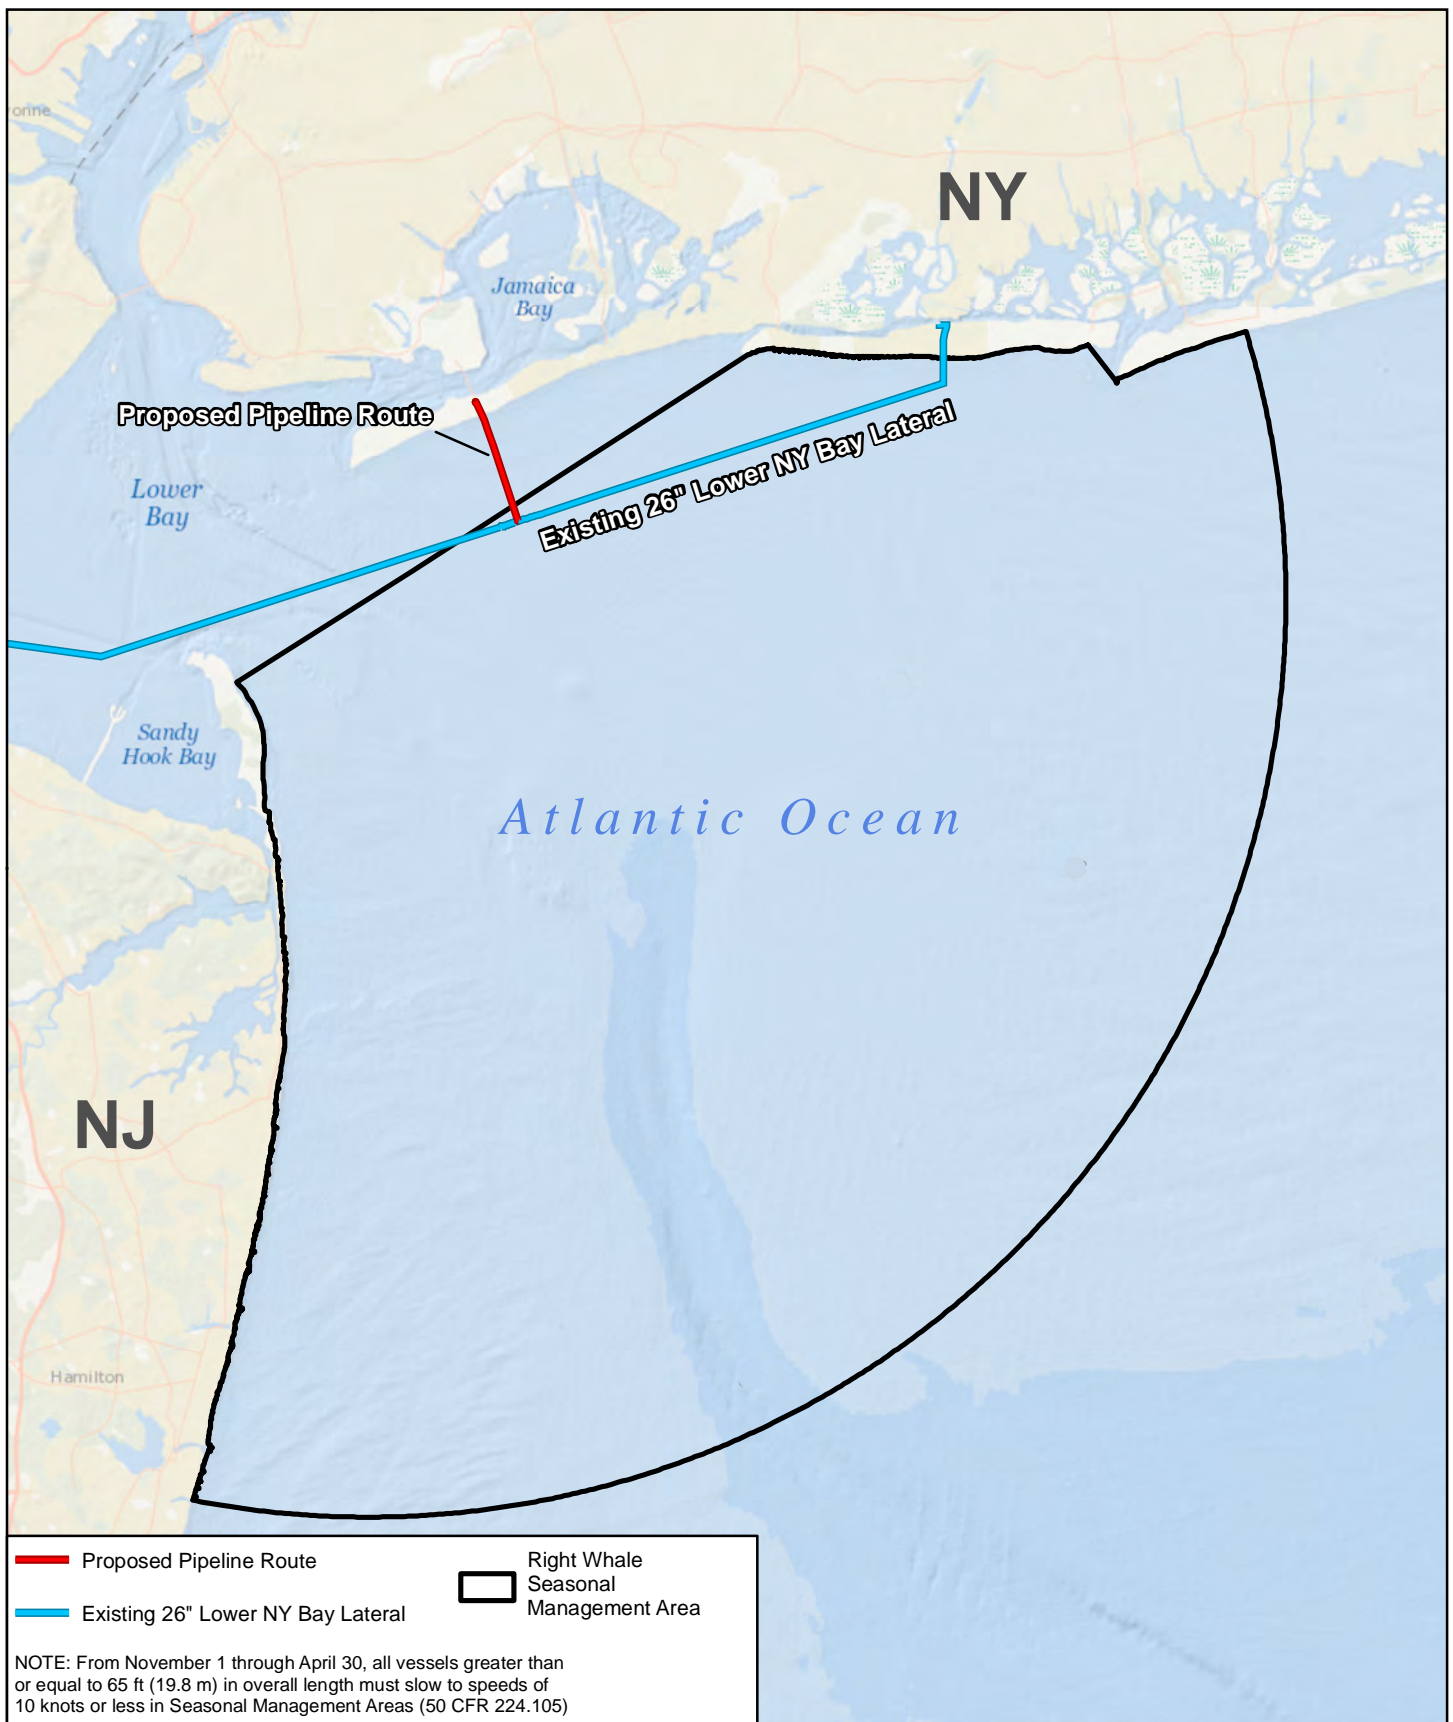 onne
NY
Jamaica
Bay
Proposed Pipeline Route
Existing 26" Lower NY Bay Lateral
Lower
Bay
Sandy
Hook Bay
Atlantic Ocean
NJ
Hamilton
Proposed Pipeline Route
Existing 26" Lower NY Bay Lateral
Right Whale
Seasonal
Management Area
NOTE: From November 1 through April 30, all vessels greater than
or equal to 65 ft (19.8 m) in overall length must slow to speeds of
10 knots or less in Seasonal Management Areas (50 CFR 224.105)